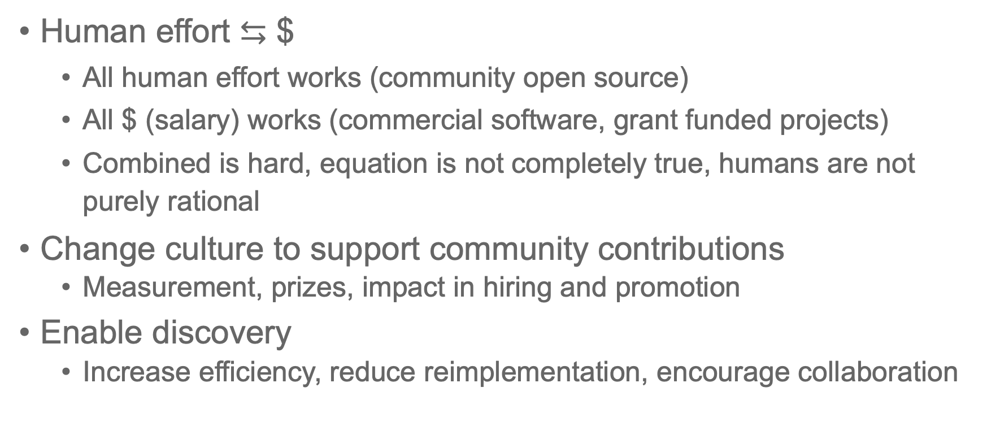 • Human effort ⇆ $
• All human effort works (community open source)
• All $ (salary) works (commercial software, grant funded projects)
• Combined is hard, equation is not completely true, humans are not
purely rational
• Change culture to support community contributions
• Measurement, prizes, impact in hiring and promotion
• Enable discovery
• Increase efficiency, reduce reimplementation, encourage collaboration